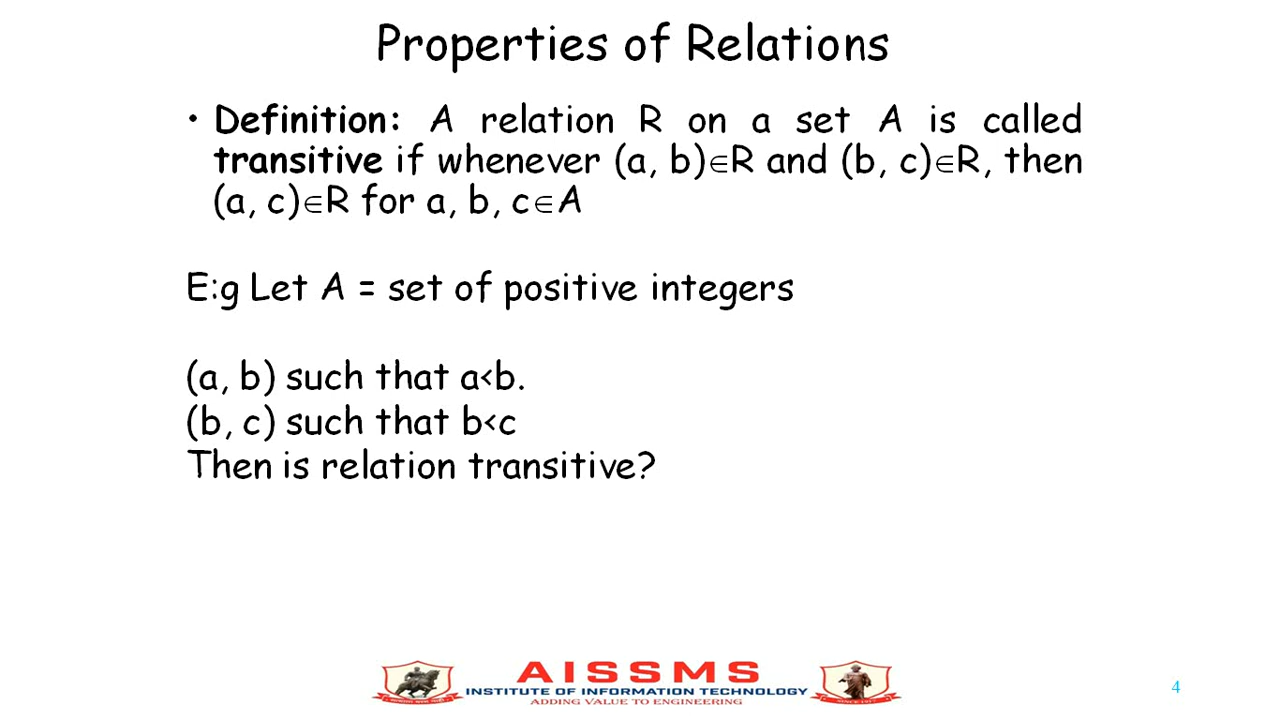 Properties of Relations
• Definition: A relation R on a set A is called
transitive if whenever (a, b)∈R and (b, c)∈R, then
(a, c)∈R for a, b, c∈A
E:g Let A = set of positive integers
(a, b) such that a<b.
(b, c) such that b<c
Then is relation transitive?
AISSMS
INSTITUTE OF INFORMATION TECHNOLOGY
ADDING VALUE TO ENGINEERING
4